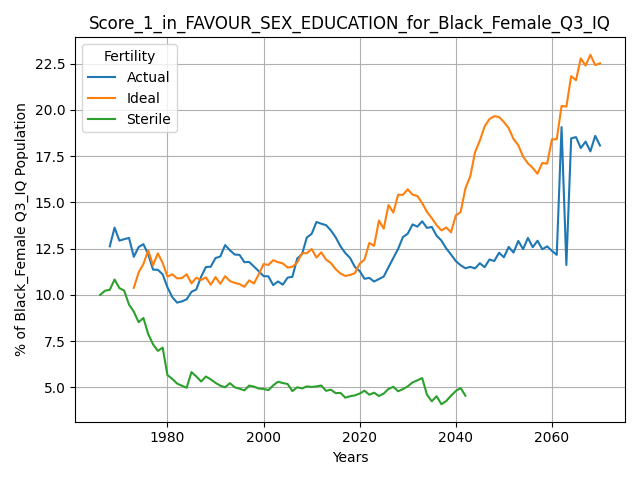 Score_1_in_FAVOUR_SEX_EDUCATION_for_Black_Female_Q3_IQ
Fertility
Actual
Ideal
Sterile
% of Black_Female Q3_IQ Population
22.5
20.0
17.5
15.0
12.5
10.0
7.5
5.0
1980
2000
2020
2040
2060
Years